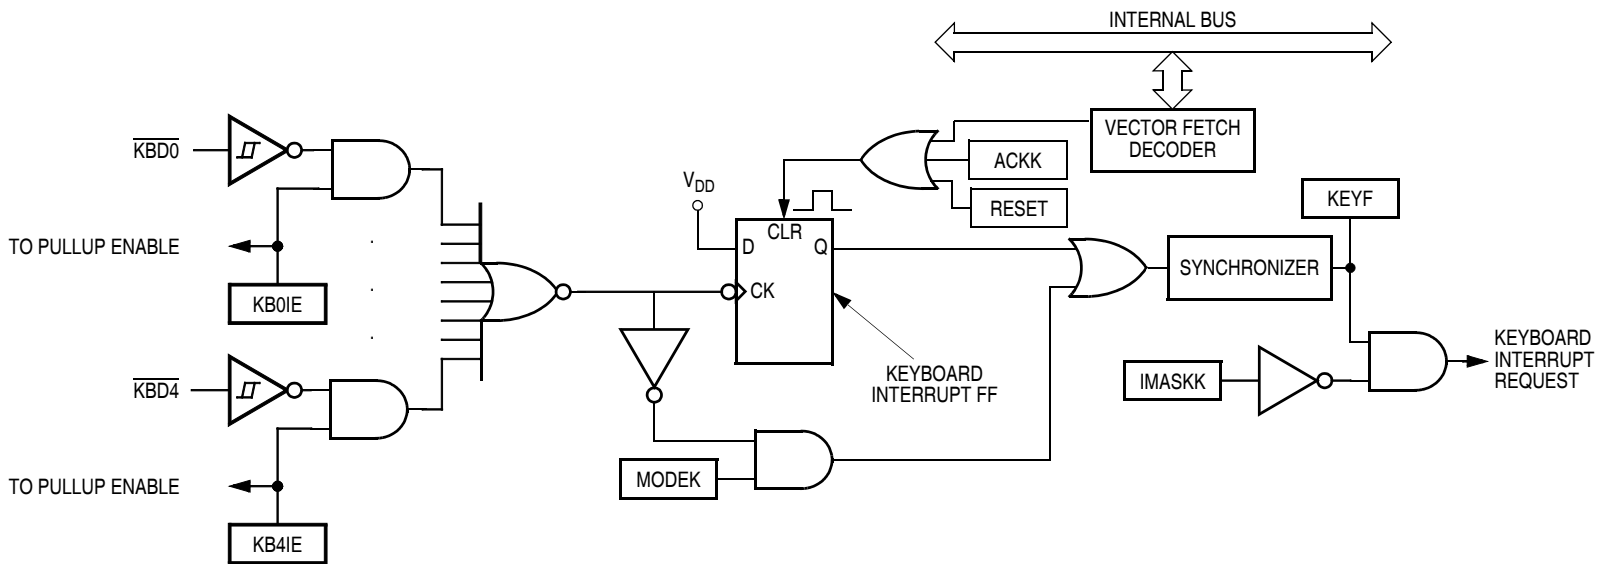 INTERNAL BUS
VECTOR FETCH
DECODER
KBD0
ACKK
VDD
KEYF
RESET
TO PULLUP ENABLE
D
CLR
Q
SYNCHRONIZER
KB0IE
CK
KEYBOARD
INTERRUPT
REQUEST
KEYBOARD
INTERRUPT FF
KBD4
IMASKK
MODEK
TO PULLUP ENABLE
KB4IE